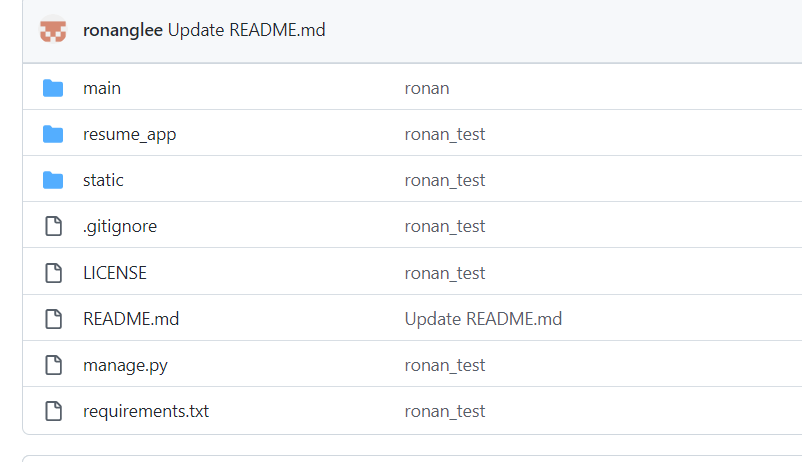 ronanglee Update README.md
main ronan
resume_app ronan_test
static ronan_test
.gitignore ronan_test
LICENSE ronan_test
README.md Update README.md
manage.py ronan_test
requirements.txt ronan_test